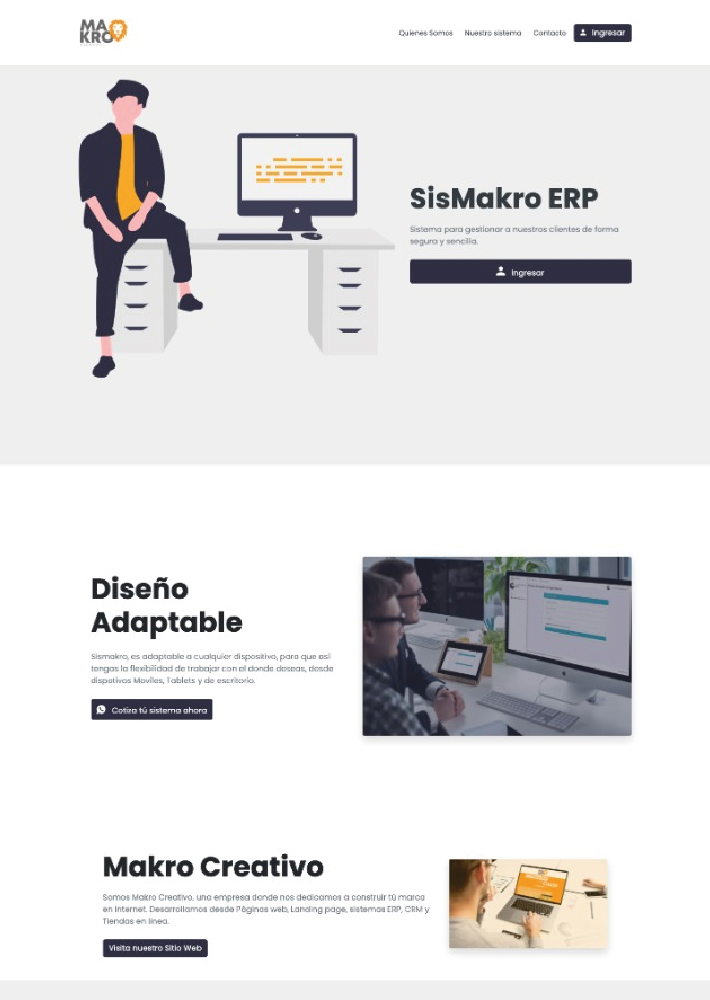 MA
KRO
Quienes Somos Nuestro sistema Contacto Ingresar
SisMakro ERP
Sistema para gestionar a nuestros clientes de forma
segura y sencilla.
Ingresar
Diseño
Adaptable
Sismakro, es adaptable a cualquier dispositivo, para que así
tengas la flexibilidad de trabajar con el donde deseas, desde
dispotivos Moviles, Tablets y de escritorio.
Cotiza tú sistema ahora
Makro Creativo
Somos Makro Creativo, una empresa donde nos dedicamos a construir tú marca
en Internet. Desarrollamos desde Páginas web, Landing page, sistemas ERP, CRM y
Tiendas en línea.
Visita nuestro Sitio Web